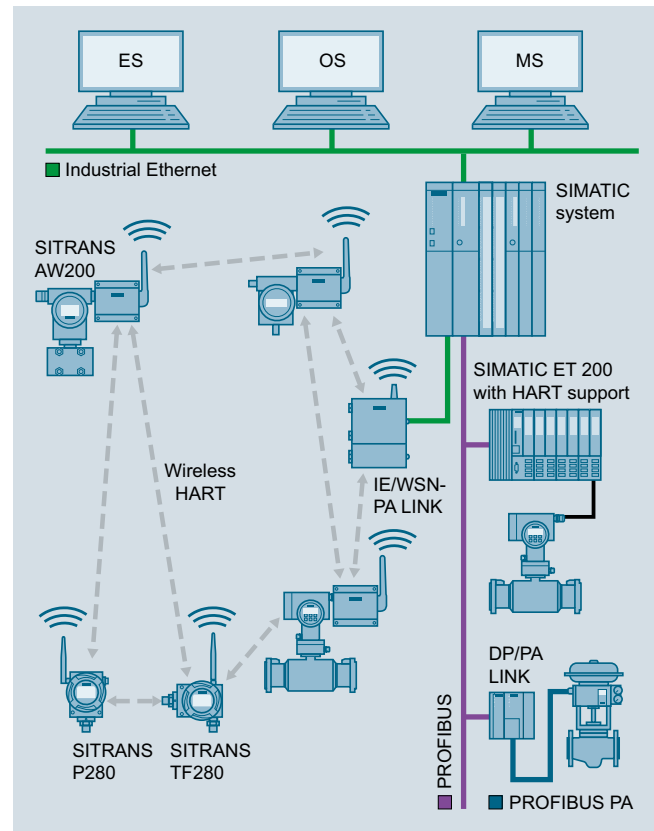 ES
OS
MS
Industrial Ethernet
SIMATIC
system
SITRANS
AW200
SIMATIC ET 200
with HART support
Wireless
HART
IE/WSN-
PA LINK
DP/PA
LINK
SITRANS
P280
SITRANS
TF280
PROFIBUS
PROFIBUS PA